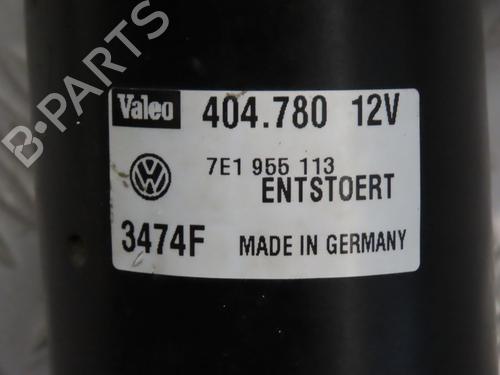 B-PARTS
Valeo 404.780 12V
7E1 955 113
ENTSTOERT
3474F MADE IN GERMANY